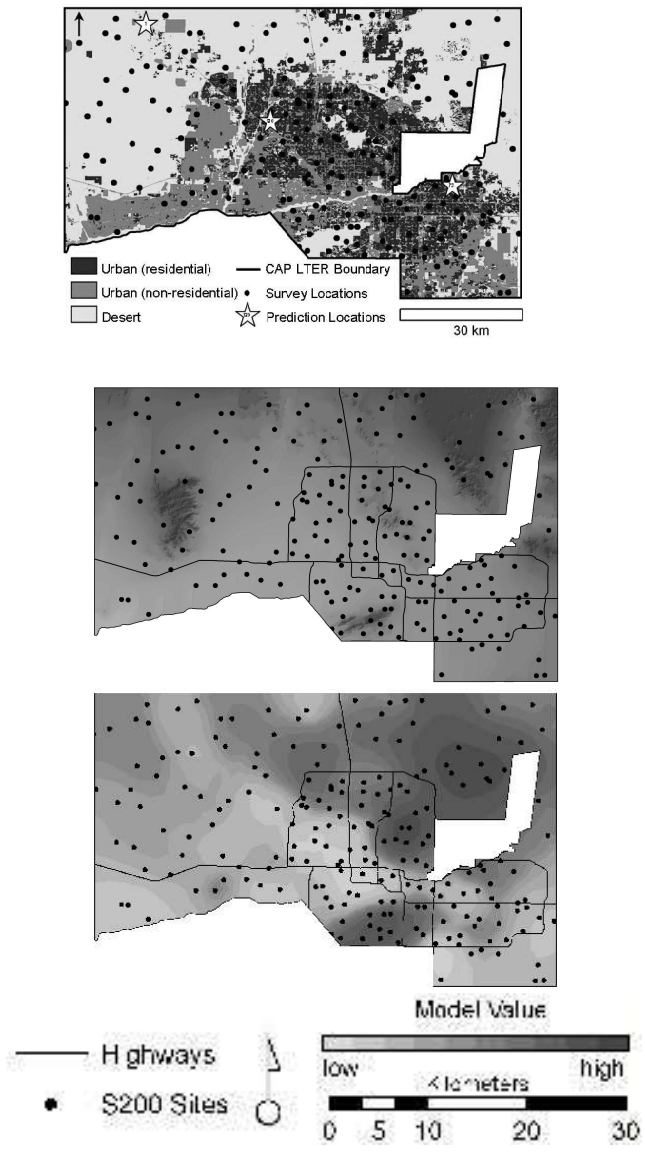 Urban (residential)
Urban (non-residential)
Desert
CAP LTER Boundary
Survey Locations
Prediction Locations
30 km
Model Value
Highways
low
high
Kilometers
S200 Sites
0 5 10 20 30